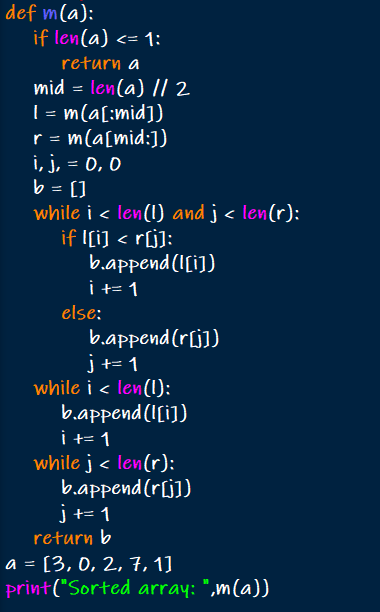 def m(a):
    if len(a) <= 1:
        return a
    mid = len(a) // 2
    l = m(a[:mid])
    r = m(a[mid:])
    i, j, = 0, 0
    b = []
    while i < len(l) and j < len(r):
        if l[i] < r[j]:
            b.append(l[i])
            i += 1
        else:
            b.append(r[j])
            j += 1
    while i < len(l):
        b.append(l[i])
        i += 1
    while j < len(r):
        b.append(r[j])
        j += 1
    return b
a = [3, 0, 2, 7, 1]
print("Sorted array: ",m(a))